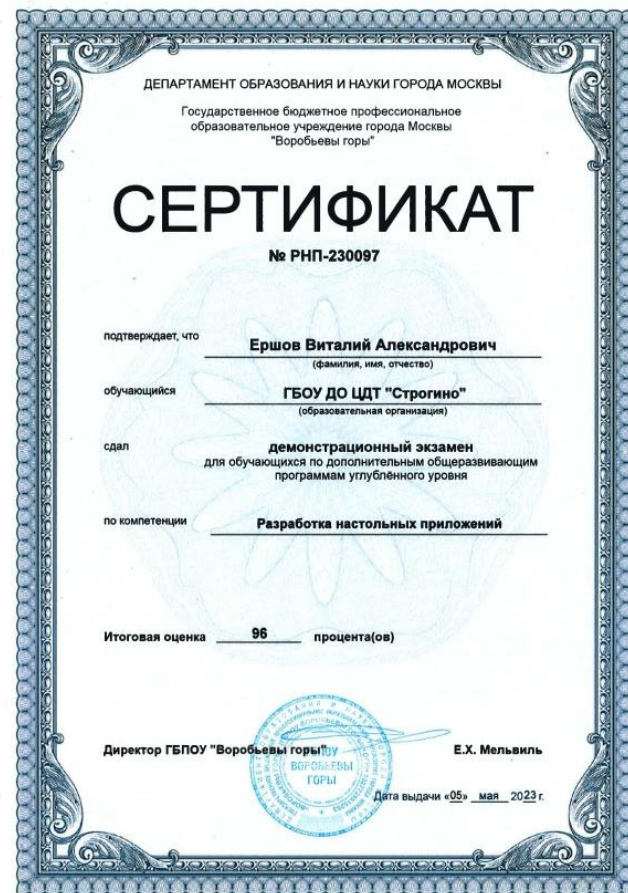 ДЕПАРТАМЕНТ ОБРАЗОВАНИЯ И НАУКИ ГОРОДА МОСКВЫ
Государственное бюджетное профессиональное
образовательное учреждение города Москвы
"Воробьевы горы"
СЕРТИФИКАТ
№ РНП-230097
подтверждает, что
Ершов Виталий Александрович
(фамилия, имя, отчество)
обучающийся
ГБОУ ДО ЦДТ "Строгино"
(образовательная организация)
сдал
демонстрационный экзамен
для обучающихся по дополнительным общеразвивающим
программам углублённого уровня
по компетенции
Разработка настольных приложений
Итоговая оценка 96 процента(ов)
Директор ГБПОУ "Воробьевы горы" Е.Х. Мельвиль
ВОРОБЬЕВЫ
ГОРЫ
Дата выдачи «05» мая 2023 г.